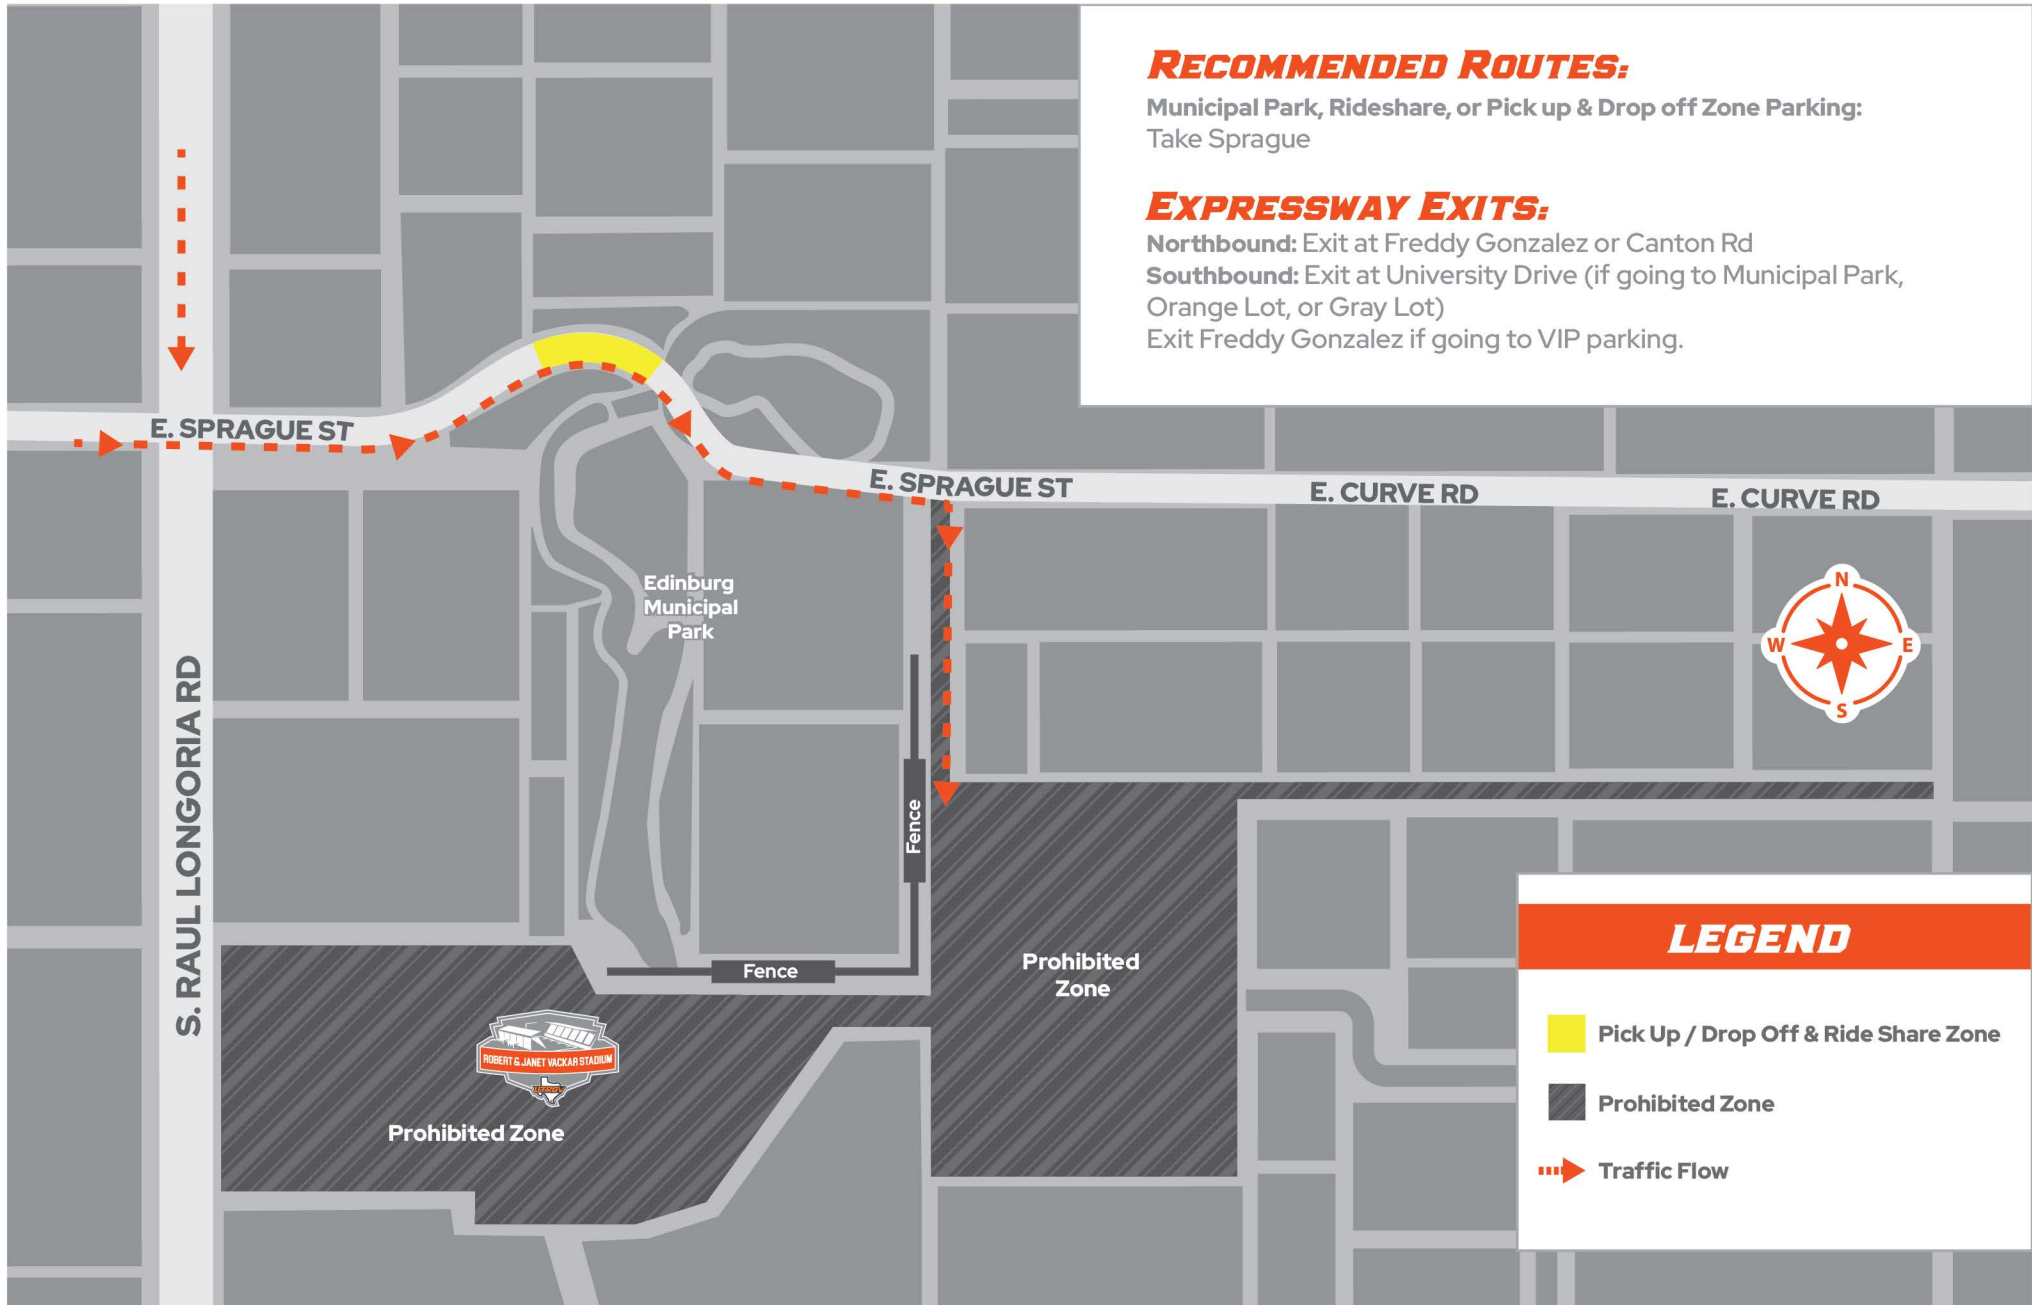 RECOMMENDED ROUTES:
Municipal Park, Rideshare, or Pick up & Drop off Zone Parking:
Take Sprague
EXPRESSWAY EXITS:
Northbound: Exit at Freddy Gonzalez or Canton Rd
Southbound: Exit at University Drive (if going to Municipal Park,
Orange Lot, or Gray Lot)
Exit Freddy Gonzalez if going to VIP parking.
E. SPRAGUE ST
E. SPRAGUE ST
E. CURVE RD
E. CURVE RD
N
W
E
S
Edinburg
Municipal
Park
S. RAUL LONGORIA RD
Fence
Fence
Prohibited
Zone
ROBERT & JANET VACKAR STADIUM
UTRGV
Prohibited Zone
LEGEND
Pick Up / Drop Off & Ride Share Zone
Prohibited Zone
Traffic Flow